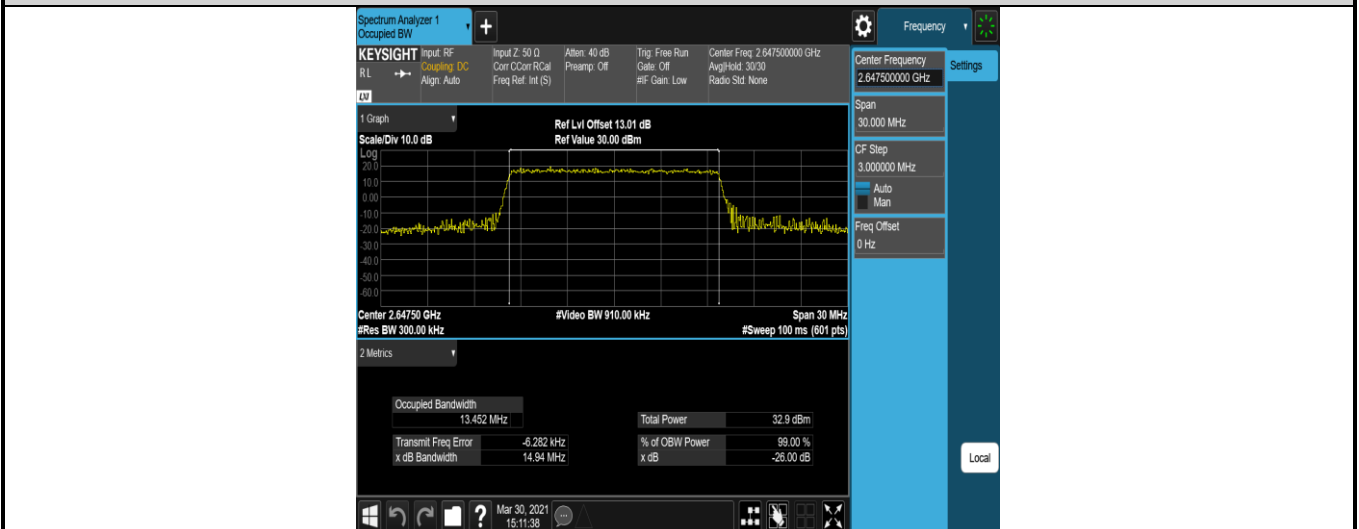 Spectrum Analyzer 1
Occupied BW
+
Frequency
KEYSIGHT
R L
LXI
Input: RF
Coupling: DC
Align: Auto
Input Z: 50 Ω
Corr CCorr RCal
Freq Ref: Int (S)
Atten: 40 dB
Preamp: Off
Trig: Free Run
Gate: Off
#IF Gain: Low
Center Freq: 2.647500000 GHz
Avg|Hold: 30/30
Radio Std: None
Center Frequency
2.647500000 GHz
Settings
Span
30.000 MHz
CF Step
3.000000 MHz
Auto
Man
Freq Offset
0 Hz
Local
1 Graph
Scale/Div 10.0 dB
Ref Lvl Offset 13.01 dB
Ref Value 30.00 dBm
Log
20.0
10.0
0.00
-10.0
-20.0
-30.0
-40.0
-50.0
-60.0
Center 2.64750 GHz
#Video BW 910.00 kHz
Span 30 MHz
#Res BW 300.00 kHz
#Sweep 100 ms (601 pts)
2 Metrics
Occupied Bandwidth
13.452 MHz
Total Power 32.9 dBm
Transmit Freq Error -6.282 kHz
% of OBW Power 99.00 %
x dB Bandwidth 14.94 MHz
x dB -26.00 dB
?
Mar 30, 2021
15:11:38